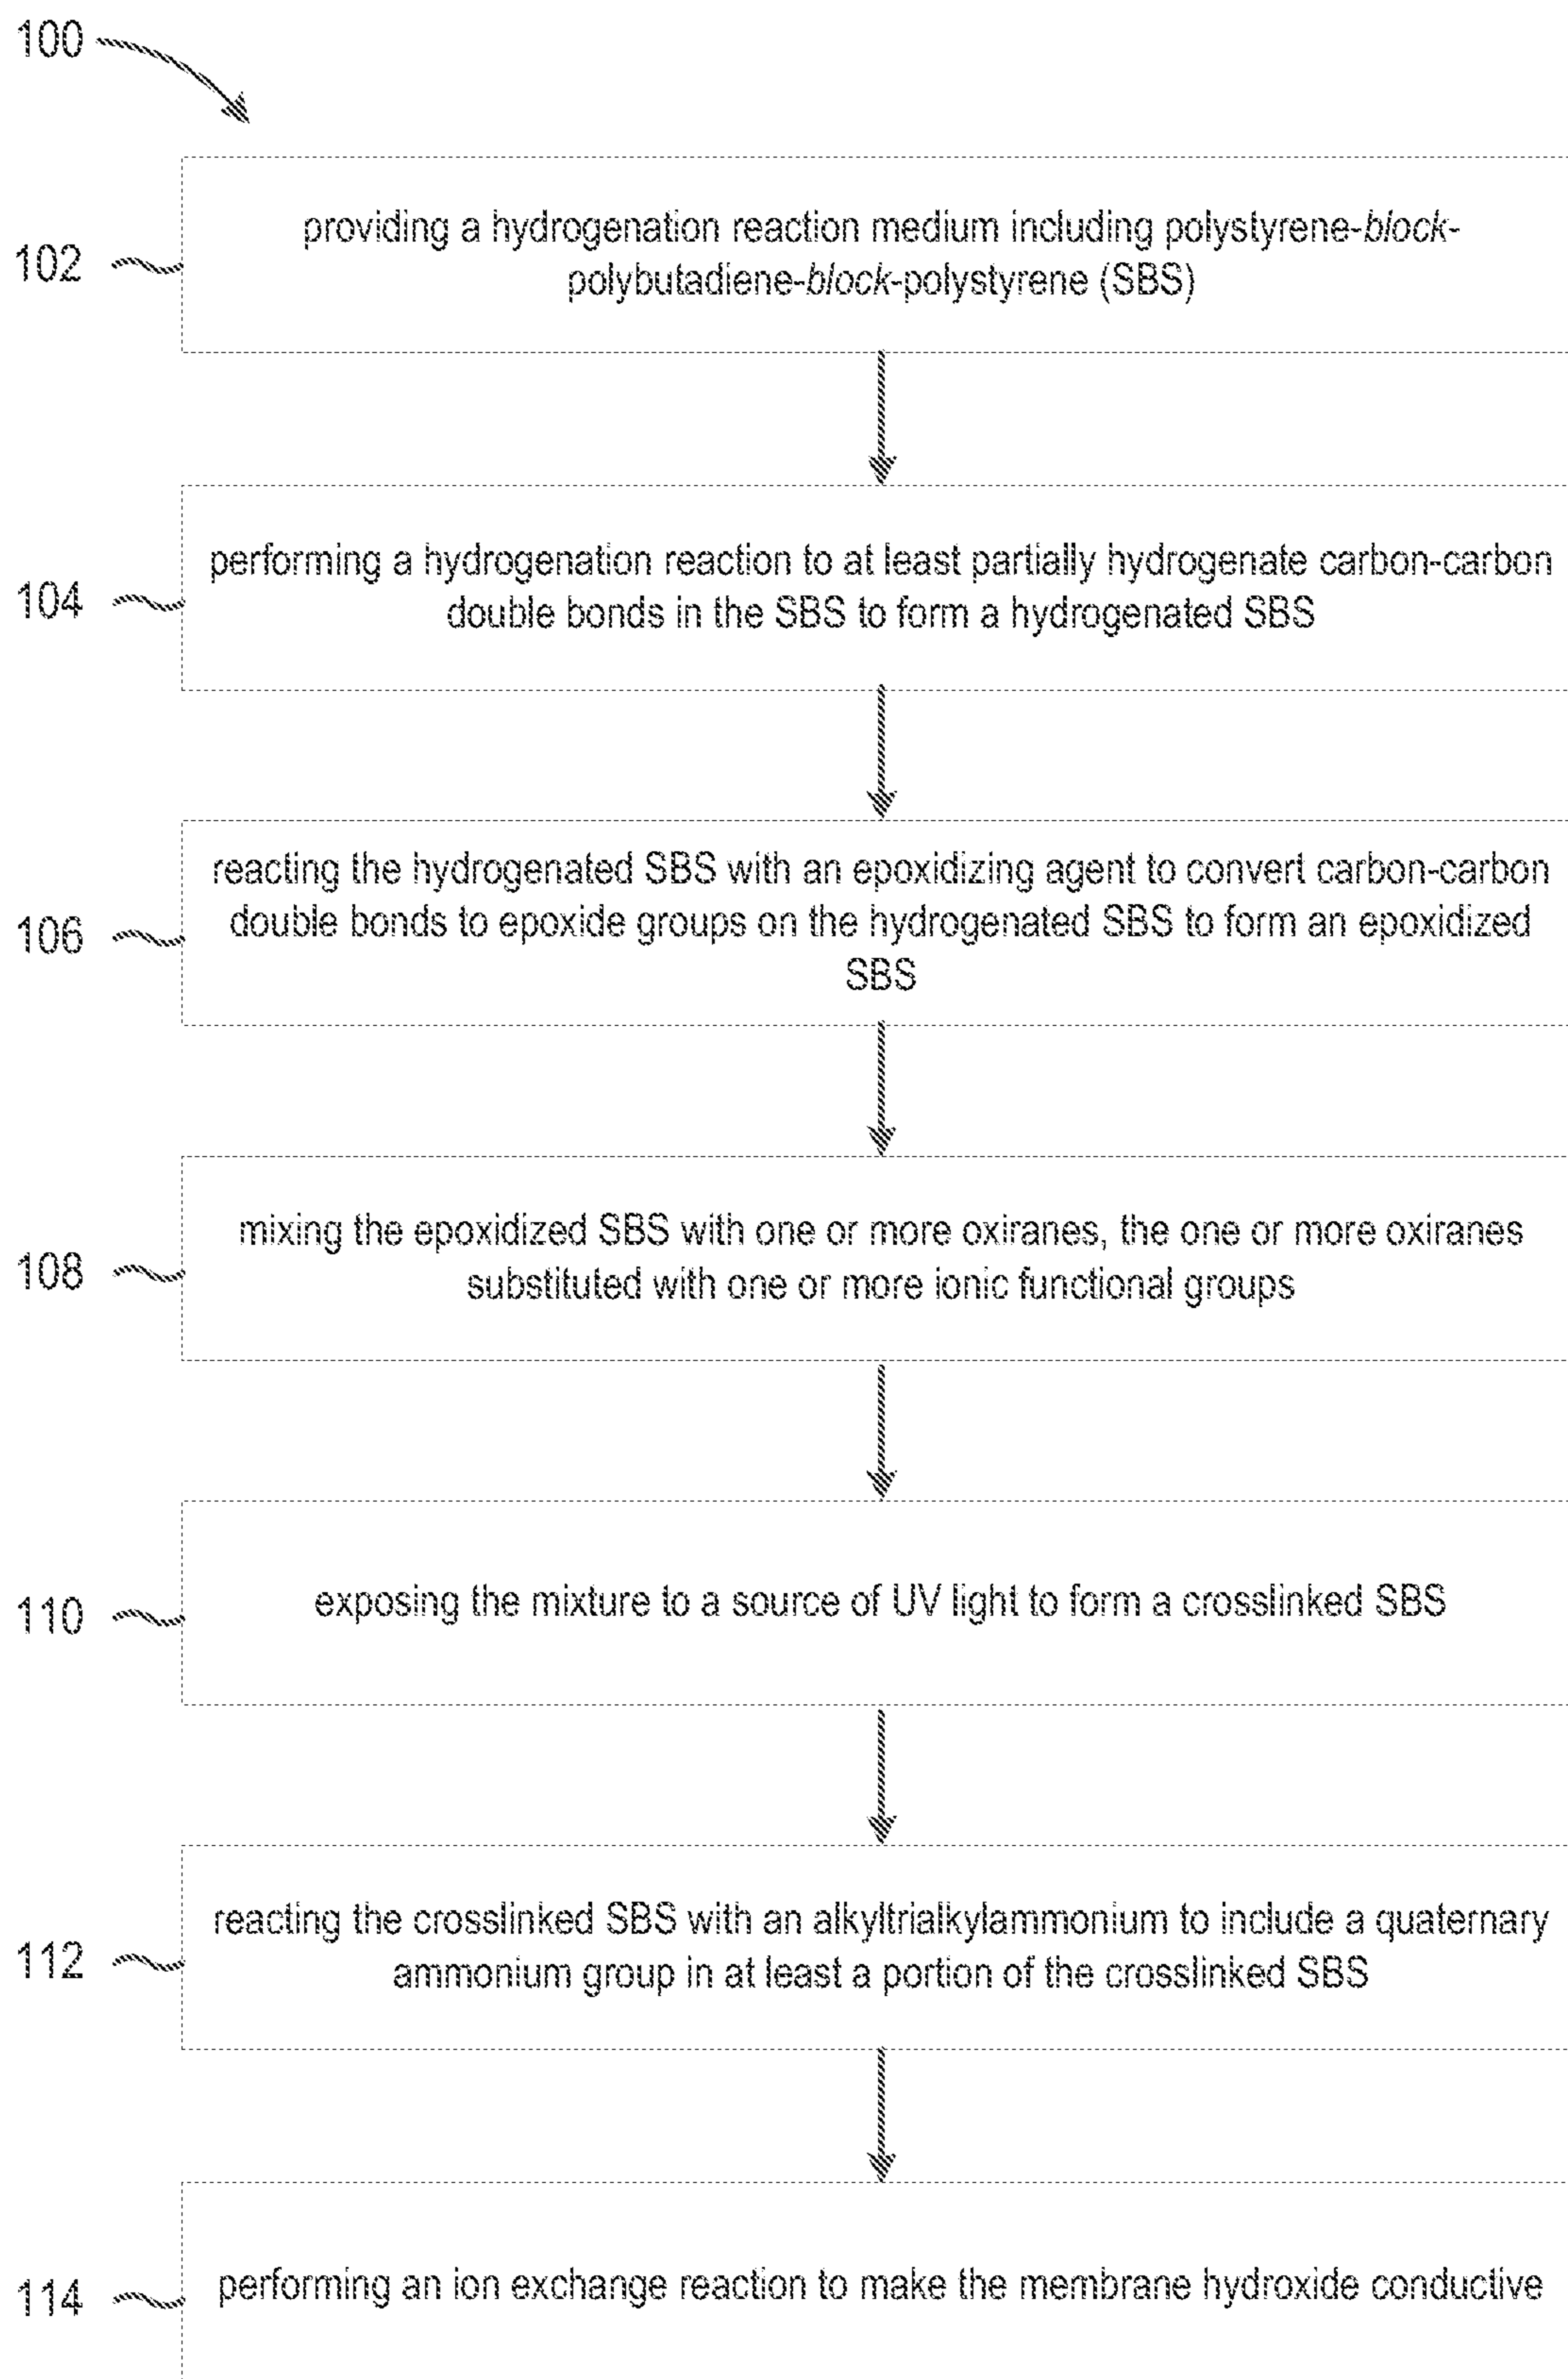 100
102
providing a hydrogenation reaction medium including polystyrene-block-
polybutadiene-block-polystyrene (SBS)
104
performing a hydrogenation reaction to at least partially hydrogenate carbon-carbon
double bonds in the SBS to form a hydrogenated SBS
106
reacting the hydrogenated SBS with an epoxidizing agent to convert carbon-carbon
double bonds to epoxide groups on the hydrogenated SBS to form an epoxidized
SBS
108
mixing the epoxidized SBS with one or more oxiranes, the one or more oxiranes
substituted with one or more ionic functional groups
110
exposing the mixture to a source of UV light to form a crosslinked SBS
112
reacting the crosslinked SBS with an alkyltrialkylammonium to include a quaternary
ammonium group in at least a portion of the crosslinked SBS
114
performing an ion exchange reaction to make the membrane hydroxide conductive